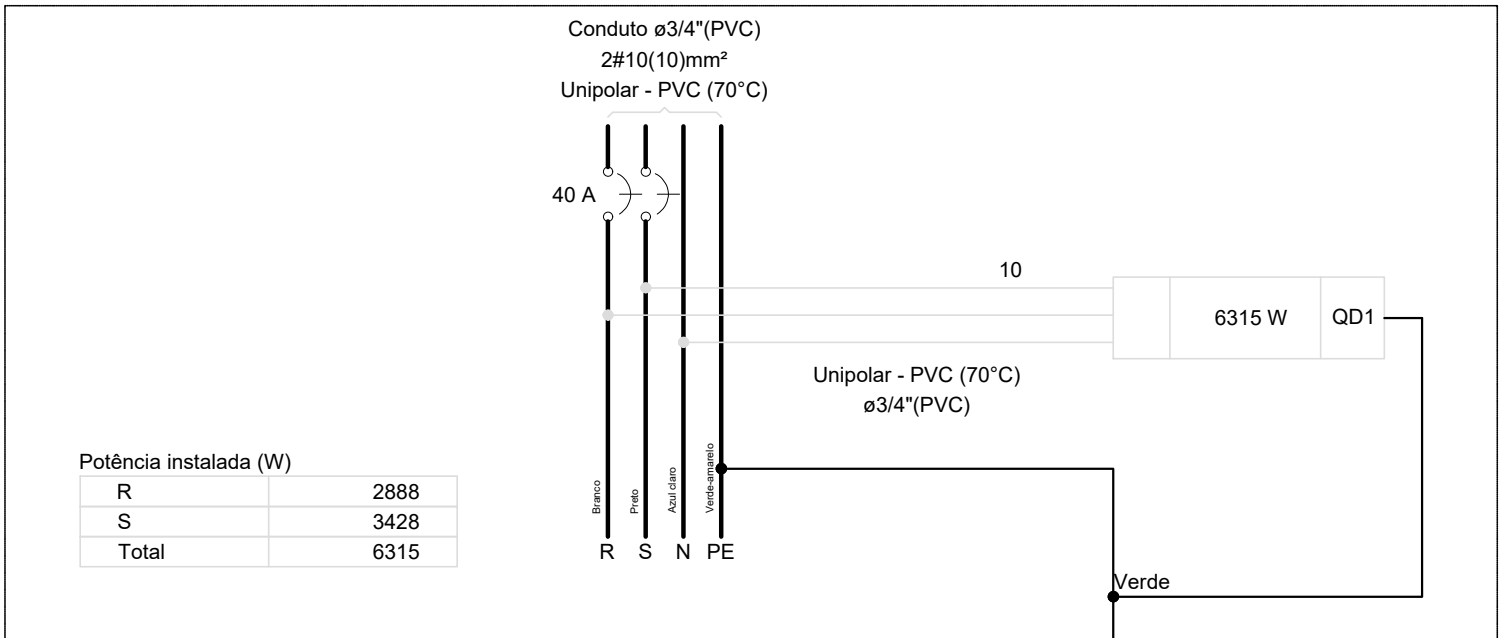 Conduto ø3/4"(PVC)
2#10(10)mm²
Unipolar - PVC (70°C)
40 A
10
6315 W
QD1
Unipolar - PVC (70°C)
ø3/4"(PVC)
Potência instalada (W)
R 2888
S 3428
Total 6315
Branco
Preto
Azul claro
Verde-amarelo
R S N PE
Verde